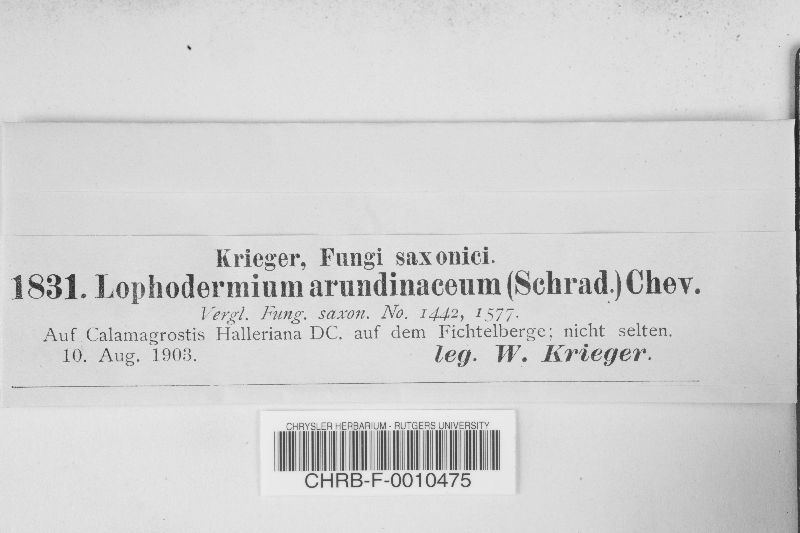 Krieger, Fungi saxonici.
1831. Lophodermium arundinaceum (Schrad.) Chev.
Vergl. Fung. saxon. No. 1442, 1577.
Auf Calamagrostis Halleriana DC. auf dem Fichtelberge; nicht selten.
10. Aug. 1903. leg. W. Krieger.
CHRYSLER HERBARIUM - RUTGERS UNIVERSITY
CHRB-F-0010475